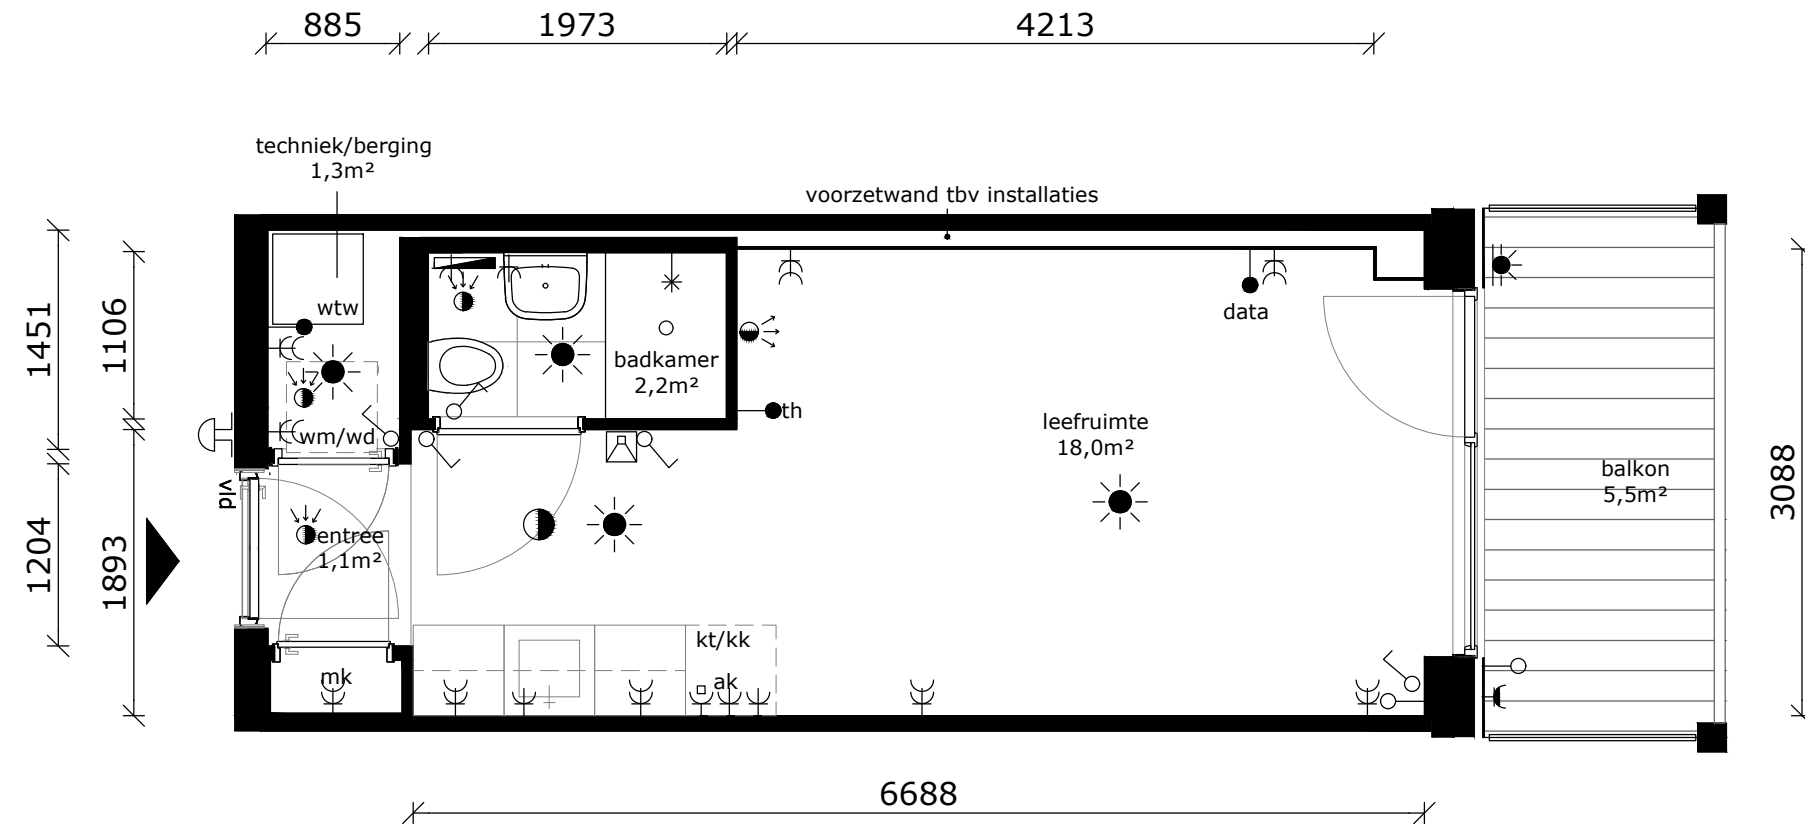 885
1973
4213
techniek/berging
1,3m²
voorzetwand tbv installaties
1451
1106
wtw
data
badkamer
2,2m²
th
leefruimte
18,0m²
wm/wd
vld
balkon
5,5m²
3088
1204
1893
entree
1,1m²
kt/kk
mk
ak
6688